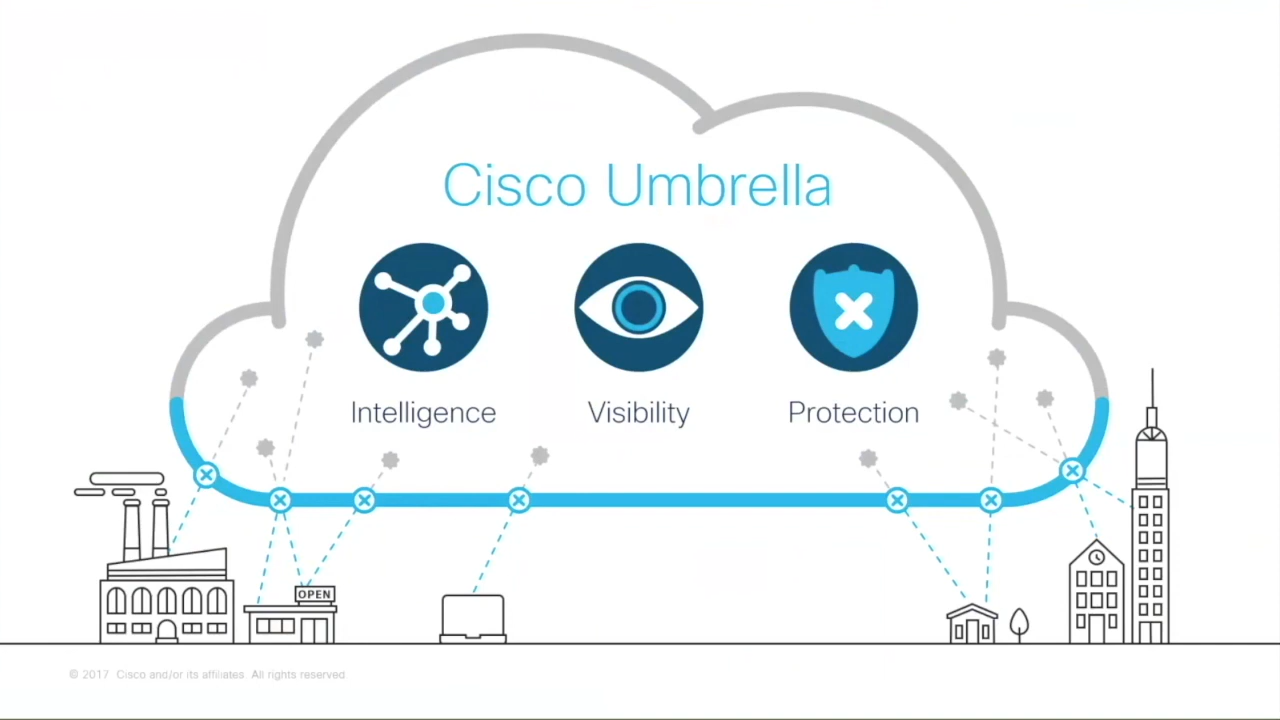 Cisco Umbrella
Intelligence Visibility Protection
OPEN
© 2017 Cisco and/or its affiliates. All rights reserved.